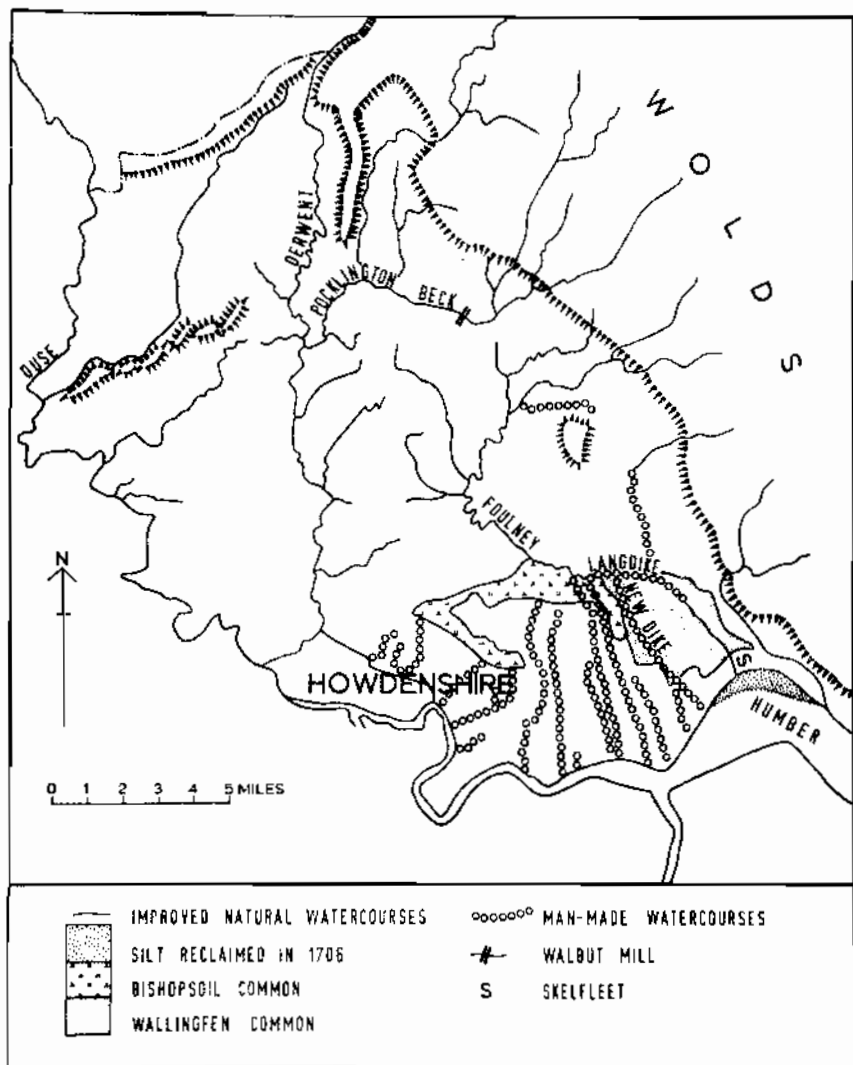 WOLDS
DERWENT
POCKLINGTON BECK
OUSE
FOULNEY
N
LANGDIKE
NEW DIKE
S
HOWDENSHIRE
HUMBER
0 1 2 3 4 5 MILES
IMPROVED NATURAL WATERCOURSES
MAN-MADE WATERCOURSES
SILT RECLAIMED IN 1706
WALBUT MILL
BISHOPSOIL COMMON
S SKELFLEET
WALLINGFEN COMMON